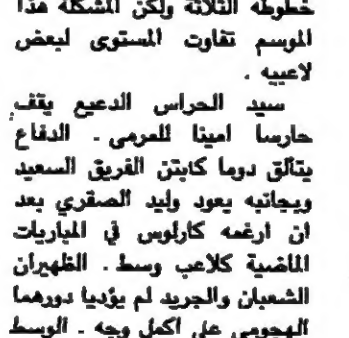 خطوطه الثلاثة ولكن المشكلة هذا
الموسم تفاوت المستوى لبعض
لاعبيه .
سيد الحراس الدعيع يقف
حارسا امينا للمرمى . الدفاع
يتألق دوما كابتن الفريق السعيد
وبجانبه يعود وليد الصقري بعد
ان ارغمه كارلوس في المباريات
الماضية كلاعب وسط . الظهيران
الشعبان والجريد لم يؤديا دورهما
الهجومي على اكمل وجه . الوسط